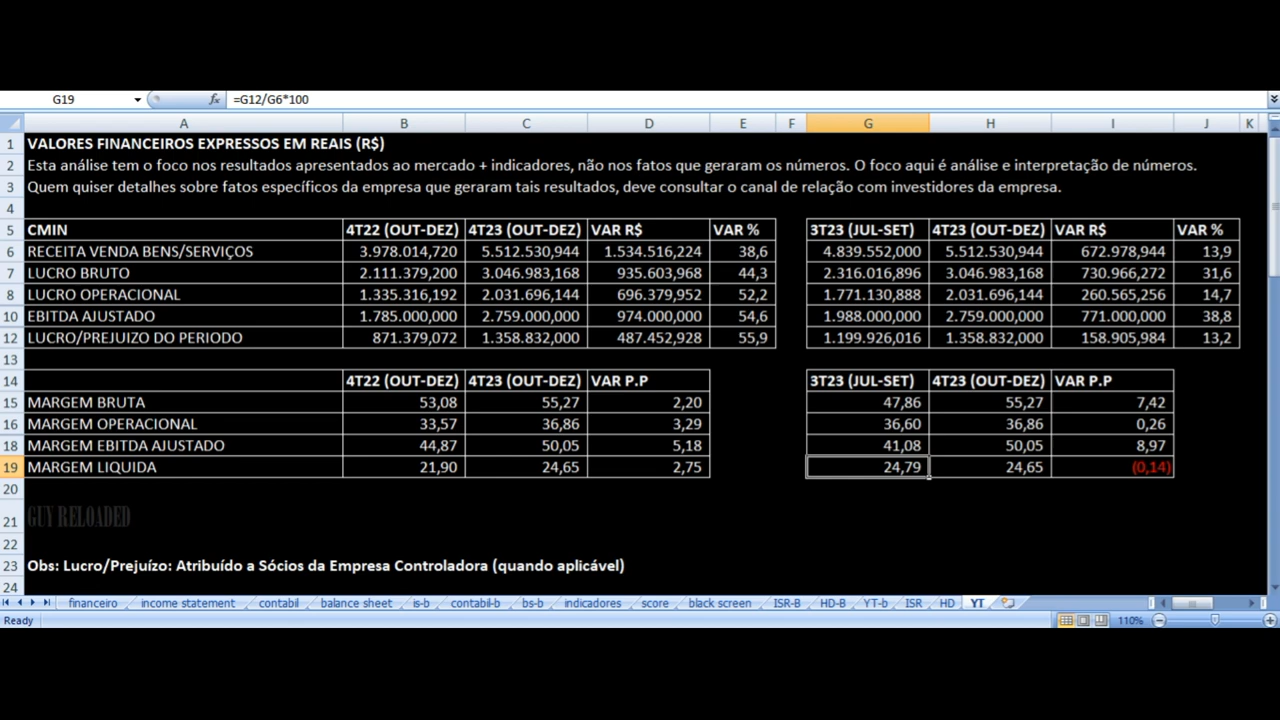 G19 fx =G12/G6*100
A B C D E F G H I J K
1 VALORES FINANCEIROS EXPRESSOS EM REAIS (R$)
2 Esta análise tem o foco nos resultados apresentados ao mercado + indicadores, não nos fatos que geraram os números. O foco aqui é análise e interpretação de números.
3 Quem quiser detalhes sobre fatos específicos da empresa que geraram tais resultados, deve consultar o canal de relação com investidores da empresa.
4
5 CMIN 4T22 (OUT-DEZ) 4T23 (OUT-DEZ) VAR R$ VAR % 3T23 (JUL-SET) 4T23 (OUT-DEZ) VAR R$ VAR %
6 RECEITA VENDA BENS/SERVIÇOS 3.978.014,720 5.512.530,944 1.534.516,224 38,6 4.839.552,000 5.512.530,944 672.978,944 13,9
7 LUCRO BRUTO 2.111.379,200 3.046.983,168 935.603,968 44,3 2.316.016,896 3.046.983,168 730.966,272 31,6
8 LUCRO OPERACIONAL 1.335.316,192 2.031.696,144 696.379,952 52,2 1.771.130,888 2.031.696,144 260.565,256 14,7
10 EBITDA AJUSTADO 1.785.000,000 2.759.000,000 974.000,000 54,6 1.988.000,000 2.759.000,000 771.000,000 38,8
12 LUCRO/PREJUIZO DO PERIODO 871.379,072 1.358.832,000 487.452,928 55,9 1.199.926,016 1.358.832,000 158.905,984 13,2
13
14 4T22 (OUT-DEZ) 4T23 (OUT-DEZ) VAR P.P 3T23 (JUL-SET) 4T23 (OUT-DEZ) VAR P.P
15 MARGEM BRUTA 53,08 55,27 2,20 47,86 55,27 7,42
16 MARGEM OPERACIONAL 33,57 36,86 3,29 36,60 36,86 0,26
18 MARGEM EBITDA AJUSTADO 44,87 50,05 5,18 41,08 50,05 8,97
19 MARGEM LIQUIDA 21,90 24,65 2,75 24,79 24,65 (0,14)
20
21 GUY RELOADED
22
23 Obs: Lucro/Prejuízo: Atribuído a Sócios da Empresa Controladora (quando aplicável)
24
financeiro income statement contabil balance sheet is-b contabil-b bs-b indicadores score black screen ISR-B HD-B YT-b ISR HD YT
Ready 110%